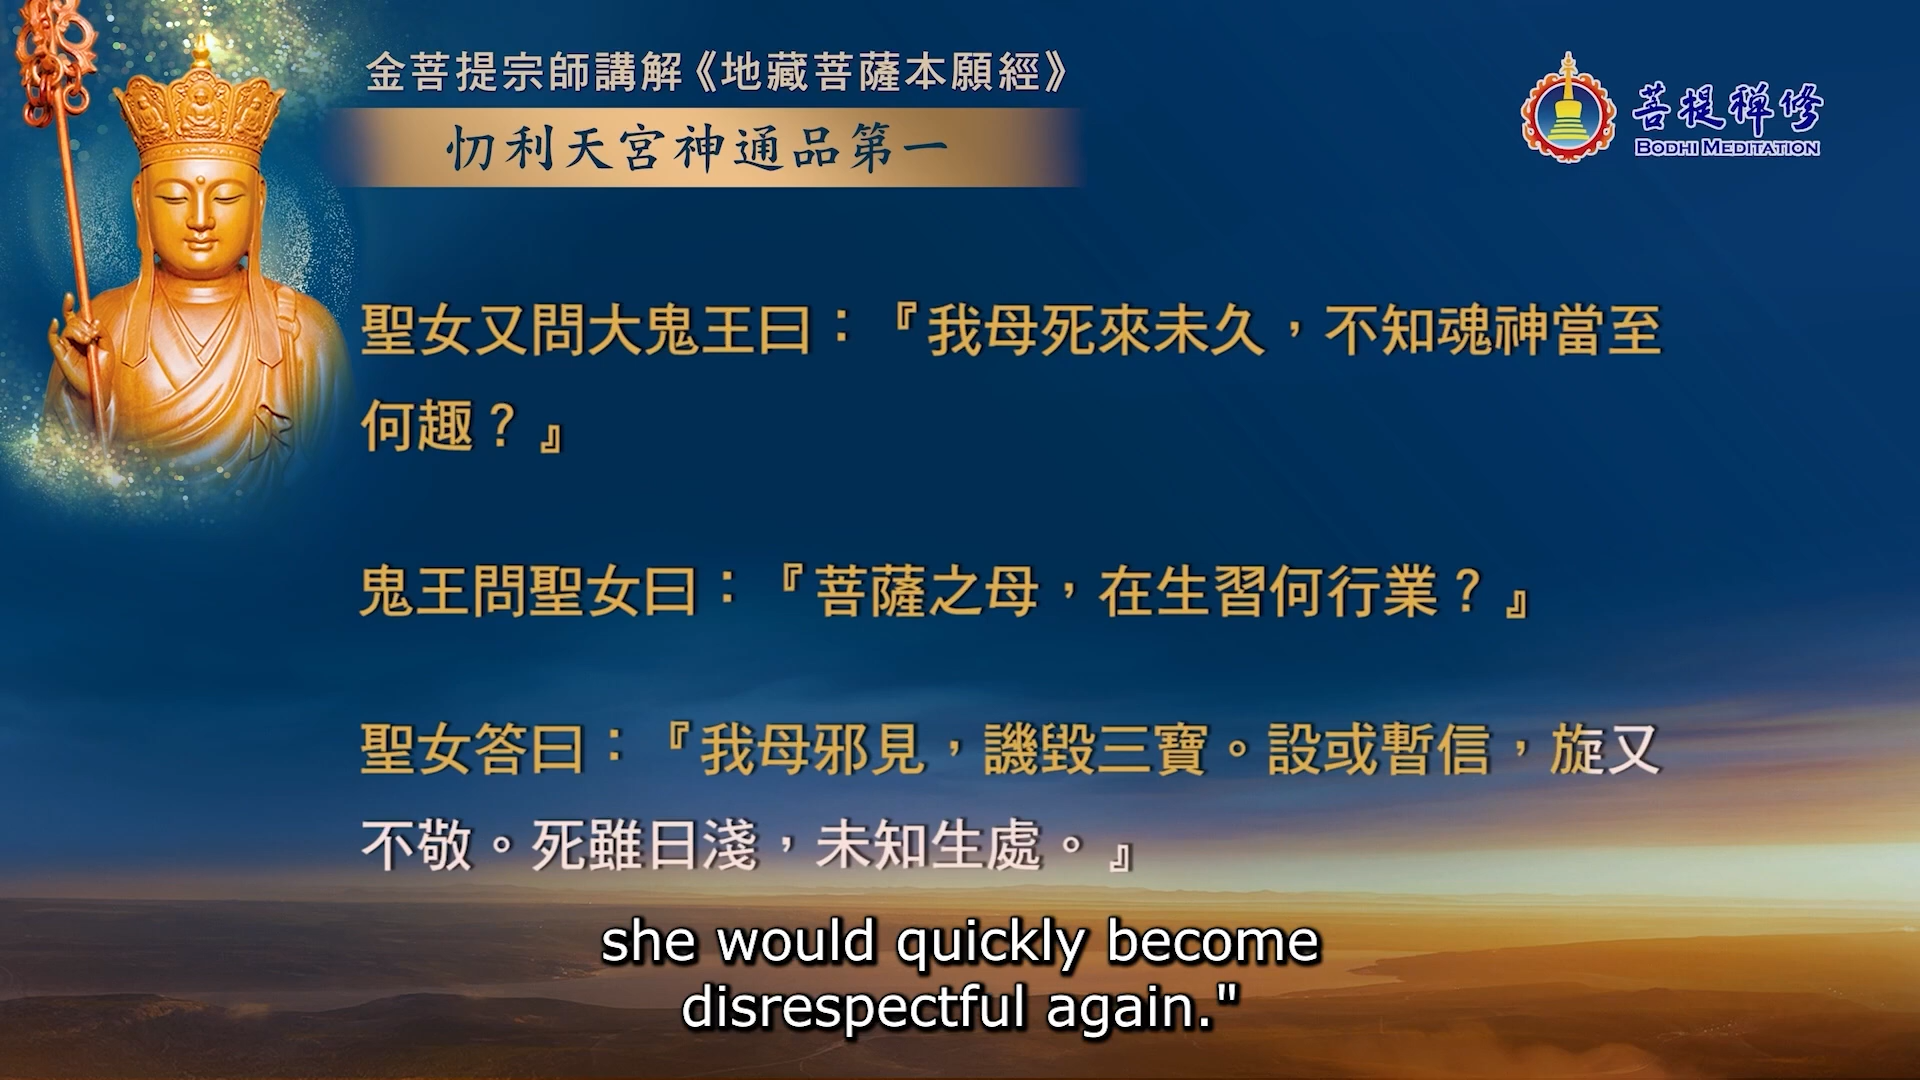 金菩提宗師講解《地藏菩薩本願經》
忉利天宮神通品第一
菩提禪修
BODHI MEDITATION
聖女又問大鬼王曰：『我母死來未久，不知魂神當至
何趣？』
鬼王問聖女曰：『菩薩之母，在生習何行業？』
聖女答曰：『我母邪見，譏毀三寶。設或暫信，旋又
不敬。死雖日淺，未知生處。』
she would quickly become
disrespectful again."